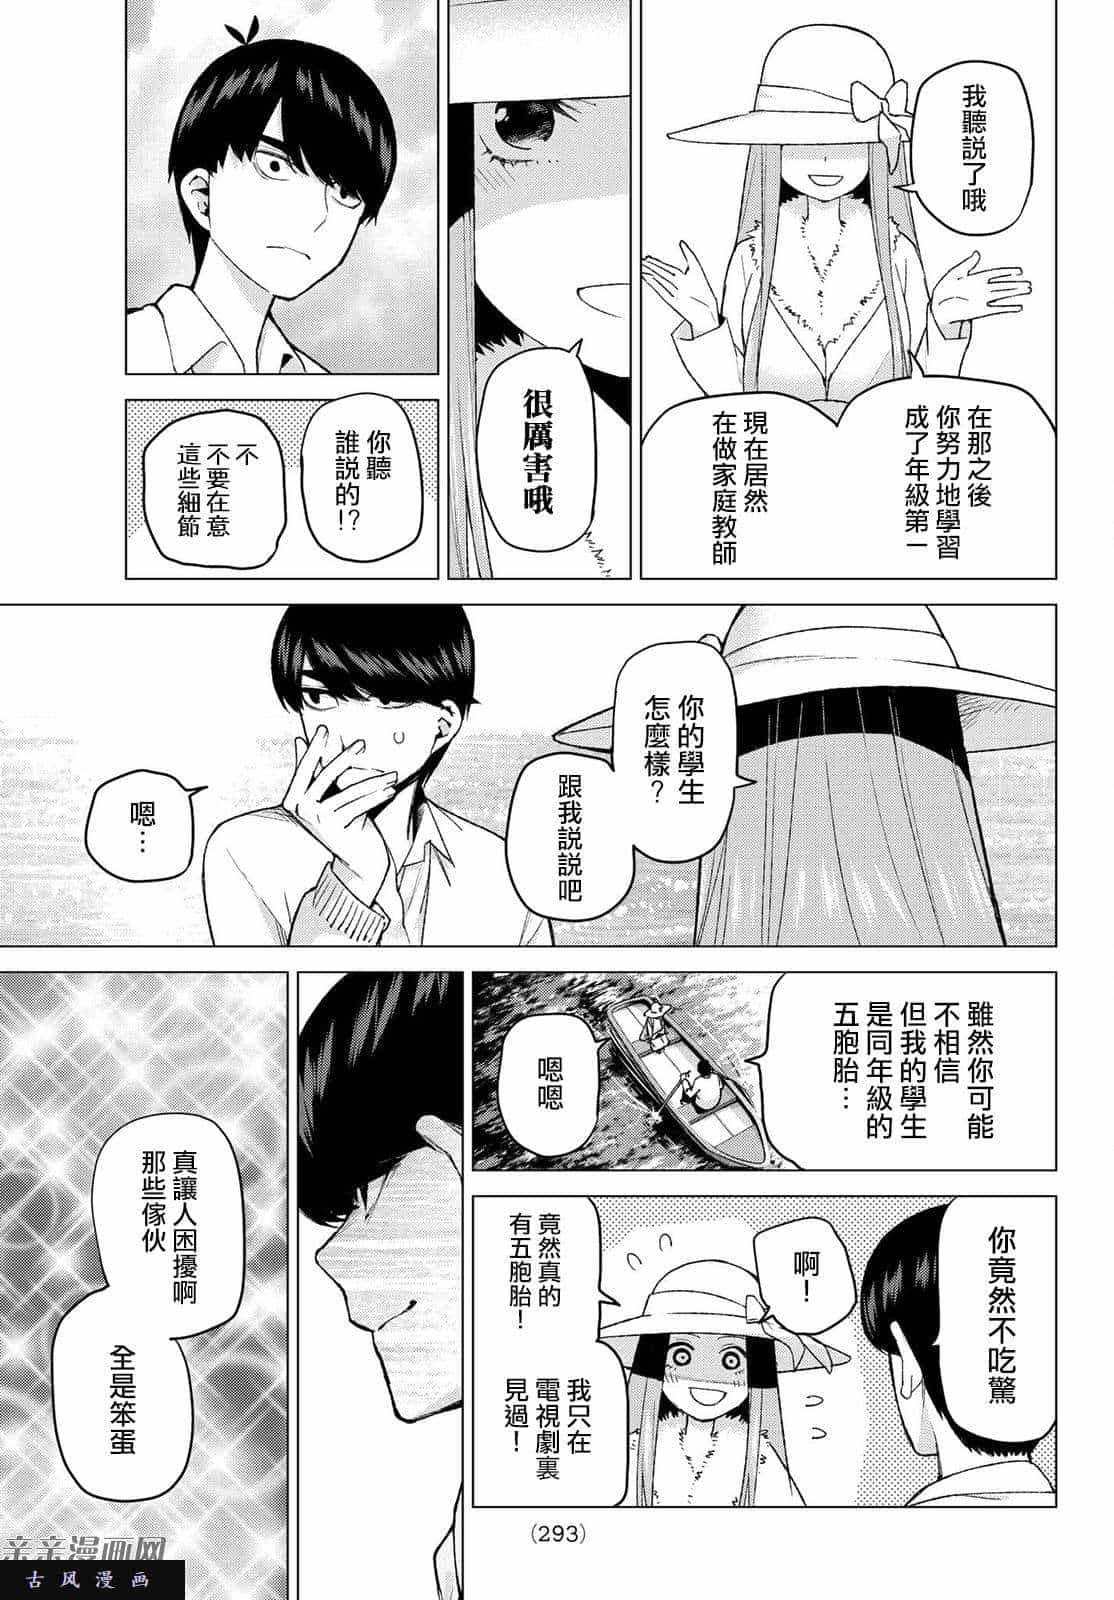 我聽説了哦
在那之後
你努力地學習
成了年級第一
現在居然
在做家庭教師
很厲害哦
你聽
誰説的!?
不
不要在意
這些細節
你的學生
怎麼樣?
跟我説説吧
嗯…
雖然你可能
不相信
但我的學生
是同年級的
五胞胎…
嗯嗯
你竟然不吃驚
啊!
竟然真的
有五胞胎!
我只在
電視劇裏
見過!
真讓人困擾啊
那些傢伙
全是笨蛋
(293)
亲亲漫画网
古风漫画